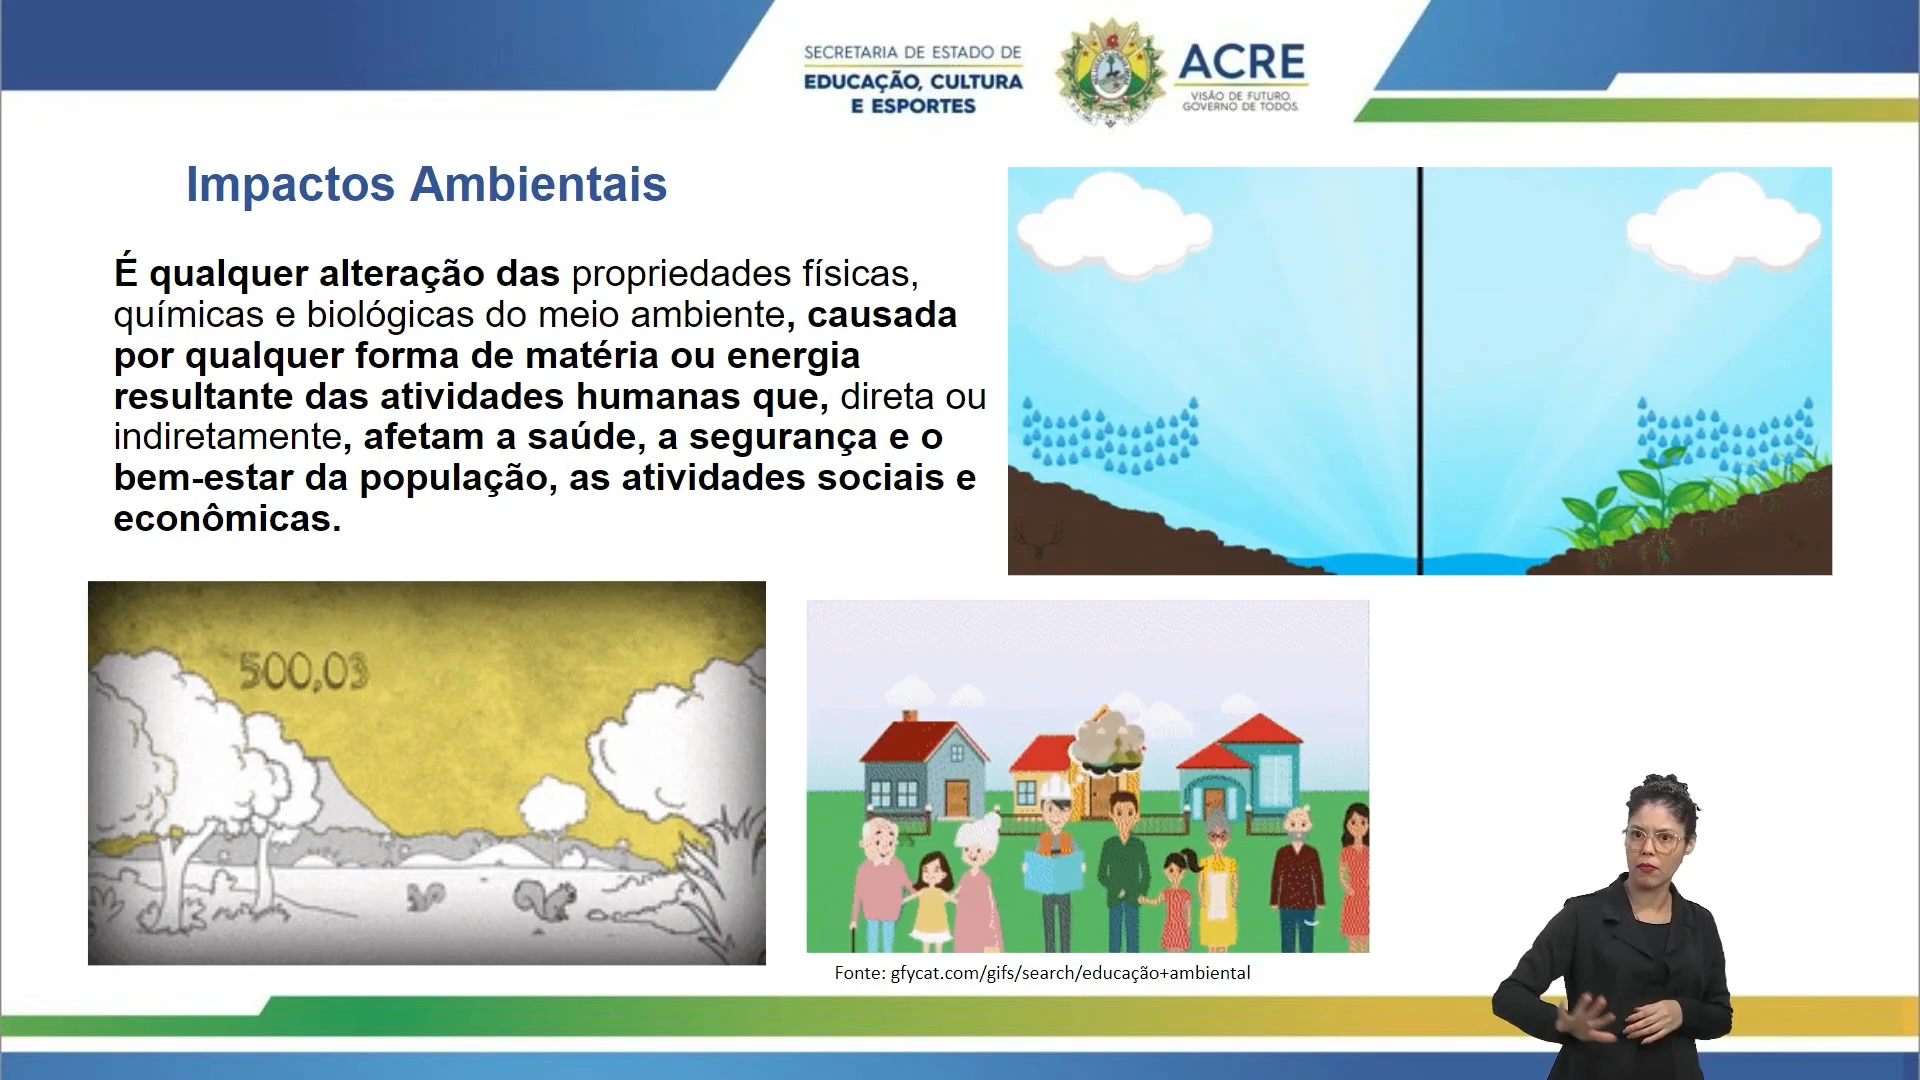 SECRETARIA DE ESTADO DE
EDUCAÇÃO, CULTURA
E ESPORTES
ACRE
VISÃO DE FUTURO.
GOVERNO DE TODOS.
Impactos Ambientais
É qualquer alteração das propriedades físicas,
químicas e biológicas do meio ambiente, causada
por qualquer forma de matéria ou energia
resultante das atividades humanas que, direta ou
indiretamente, afetam a saúde, a segurança e o
bem-estar da população, as atividades sociais e
econômicas.
500,03
Fonte: gfycat.com/gifs/search/educação+ambiental